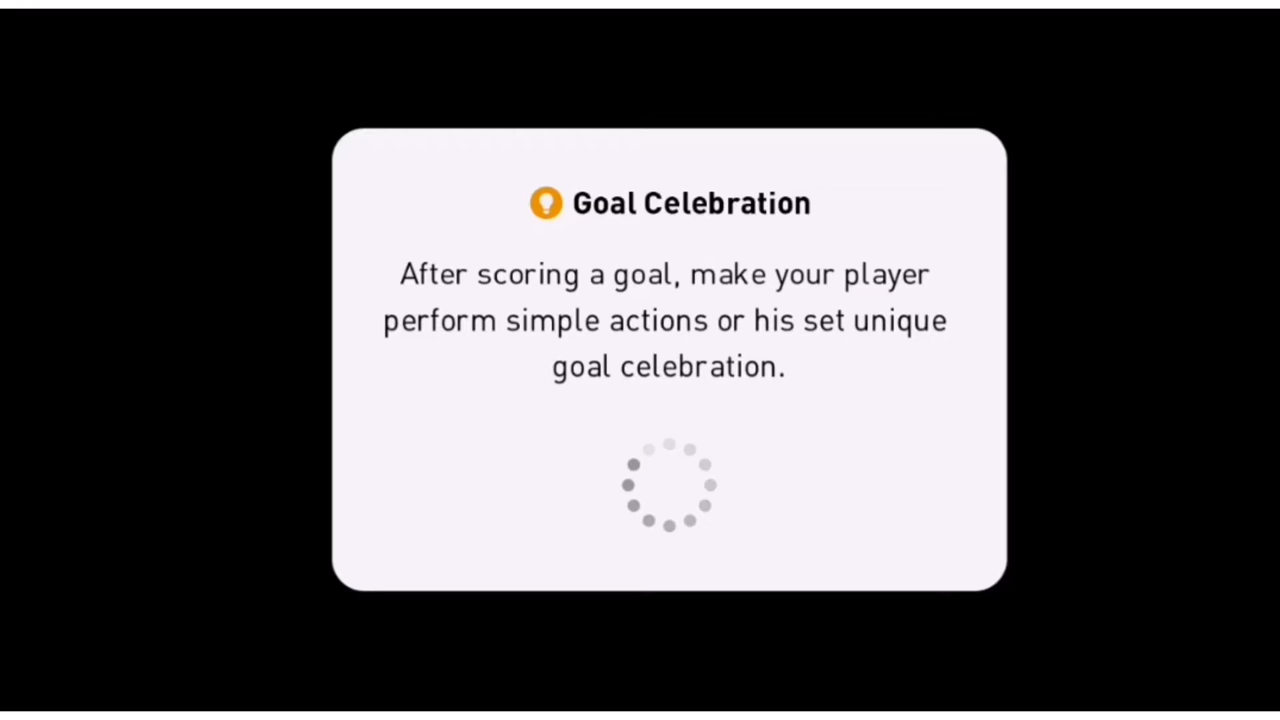 Goal Celebration
After scoring a goal, make your player
perform simple actions or his set unique
goal celebration.